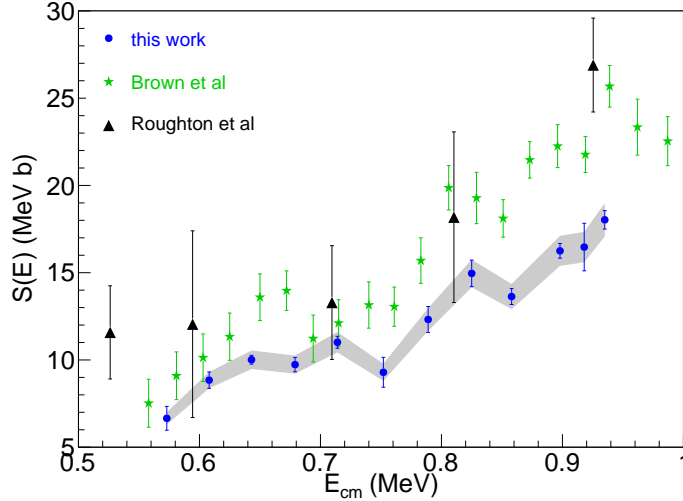 30
25
20
15
10
5
S(E) (MeV b)
this work
Brown et al
Roughton et al
0.5 0.6 0.7 0.8 0.9 1
E_cm (MeV)